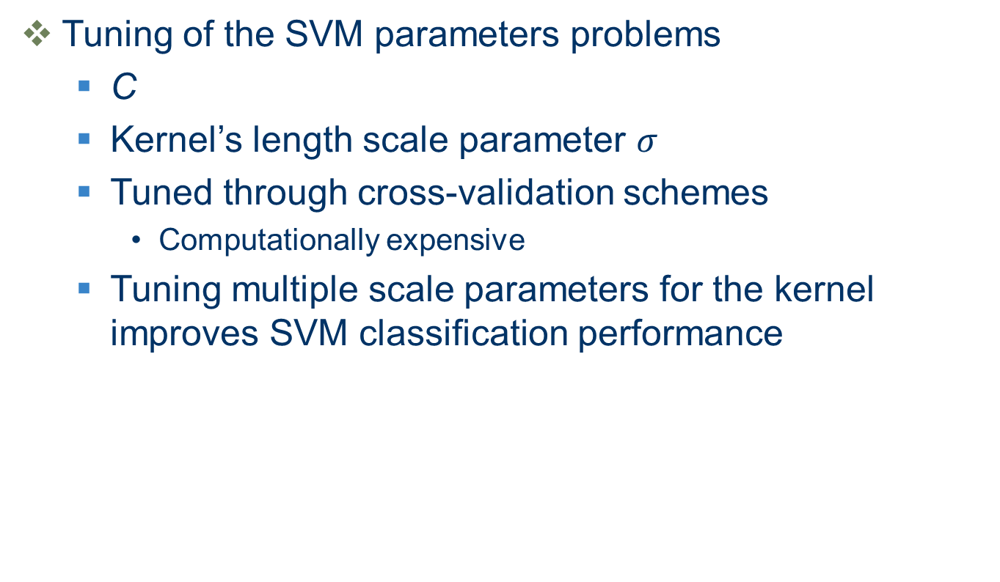 ❖ Tuning of the SVM parameters problems
▪ C
▪ Kernel’s length scale parameter 𝜎
▪ Tuned through cross-validation schemes
• Computationally expensive
▪ Tuning multiple scale parameters for the kernel
improves SVM classification performance